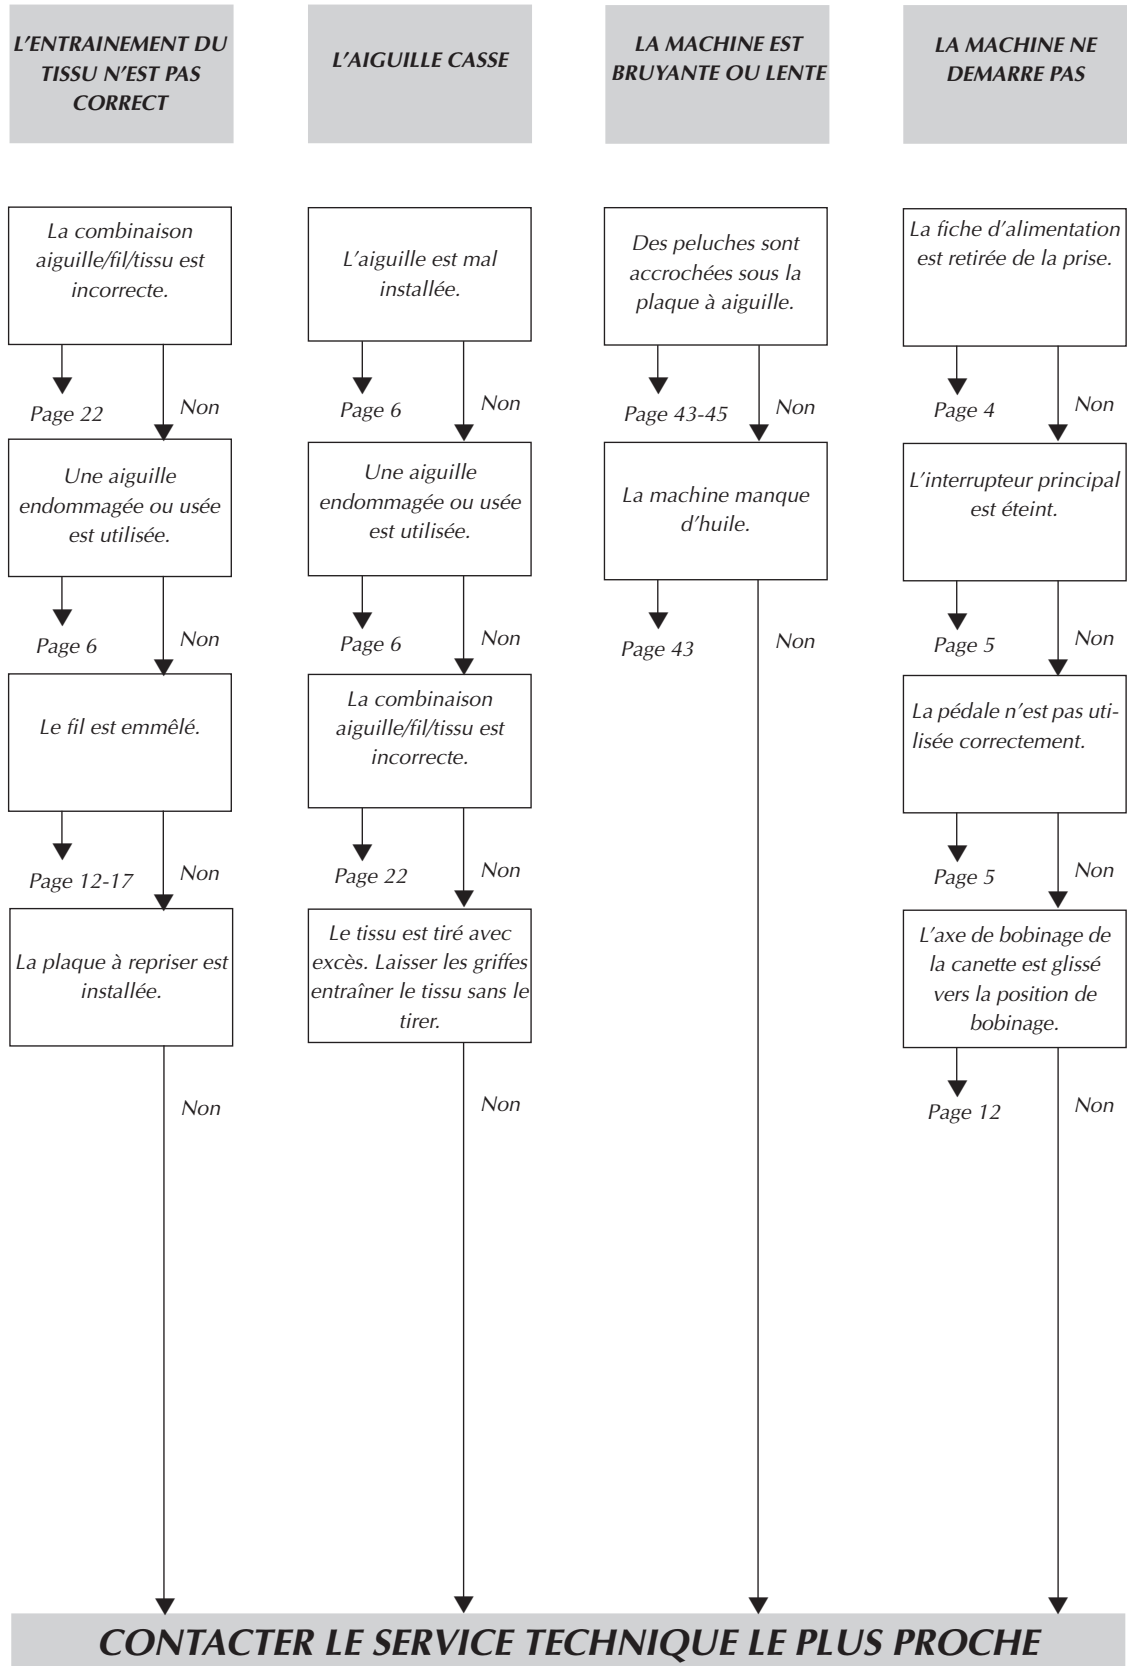 L'ENTRAINEMENT DU
TISSU N'EST PAS
CORRECT
La combinaison
aiguille/fil/tissu est
incorrecte.
Page 22
Non
Une aiguille
endommagée ou usée
est utilisée.
Page 6
Non
Le fil est emmêlé.
Page 12-17
Non
La plaque à repriser est
installée.
Non
L'AIGUILLE CASSE
L'aiguille est mal
installée.
Page 6
Non
Une aiguille
endommagée ou usée
est utilisée.
Page 6
Non
La combinaison
aiguille/fil/tissu est
incorrecte.
Page 22
Non
Le tissu est tiré avec
excès. Laisser les griffes
entraîner le tissu sans le
tirer.
Non
LA MACHINE EST
BRUYANTE OU LENTE
Des peluches sont
accrochées sous la
plaque à aiguille.
Page 43-45
Non
La machine manque
d'huile.
Page 43
Non
LA MACHINE NE
DEMARRE PAS
La fiche d'alimentation
est retirée de la prise.
Page 4
Non
L'interrupteur principal
est éteint.
Page 5
Non
La pédale n'est pas uti-
lisée correctement.
Page 5
Non
L'axe de bobinage de
la canette est glissé
vers la position de
bobinage.
Page 12
Non
CONTACTER LE SERVICE TECHNIQUE LE PLUS PROCHE